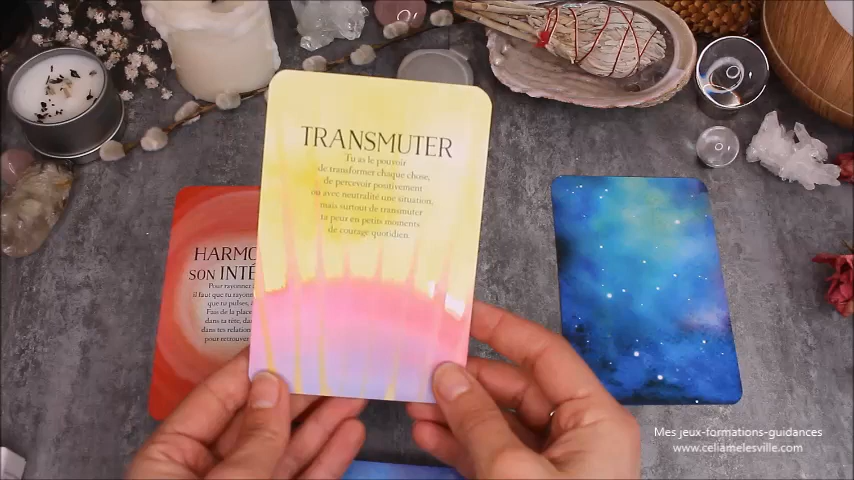 TRANSMUTER
Tu as le pouvoir
de transformer chaque chose,
de percevoir positivement
ou avec neutralité une situation,
mais surtout de transmuter
ta peur en petits moments
de courage quotidien.
HARMO
SON INTÉ
Pour rayonner
il faut que tu rayonn
que tu pulses,
Fais de la place
dans ta tête, da
dans tes relation
pour retrouver
Mes jeux-formations-guidances
www.celiamelesville.com